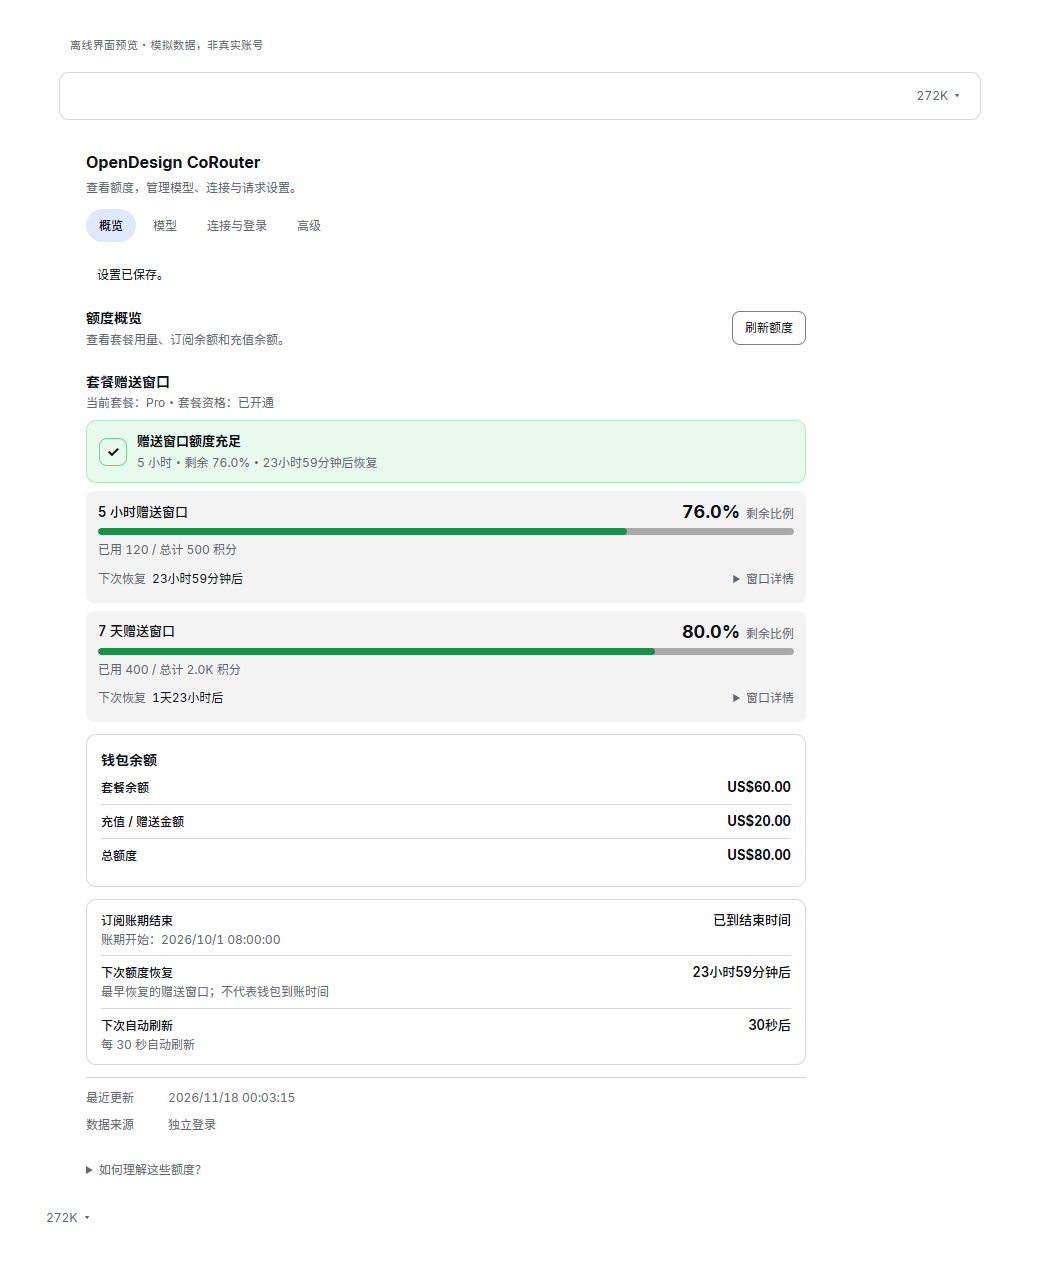 离线界面预览 · 模拟数据，非真实账号
272K
OpenDesign CoRouter
查看额度，管理模型、连接与请求设置。
概览 模型 连接与登录 高级
设置已保存。
额度概览
查看套餐用量、订阅余额和充值余额。
刷新额度
套餐赠送窗口
当前套餐：Pro · 套餐资格：已开通
赠送窗口额度充足
5 小时 · 剩余 76.0% · 23小时59分钟后恢复
5 小时赠送窗口 76.0% 剩余比例
已用 120 / 总计 500 积分
下次恢复 23小时59分钟后 窗口详情
7 天赠送窗口 80.0% 剩余比例
已用 400 / 总计 2.0K 积分
下次恢复 1天23小时后 窗口详情
钱包余额
套餐余额 US$60.00
充值 / 赠送金额 US$20.00
总额度 US$80.00
订阅账期结束 已到结束时间
账期开始：2026/10/1 08:00:00
下次额度恢复 23小时59分钟后
最早恢复的赠送窗口；不代表钱包到账时间
下次自动刷新 30秒后
每 30 秒自动刷新
最近更新 2026/11/18 00:03:15
数据来源 独立登录
如何理解这些额度？
272K